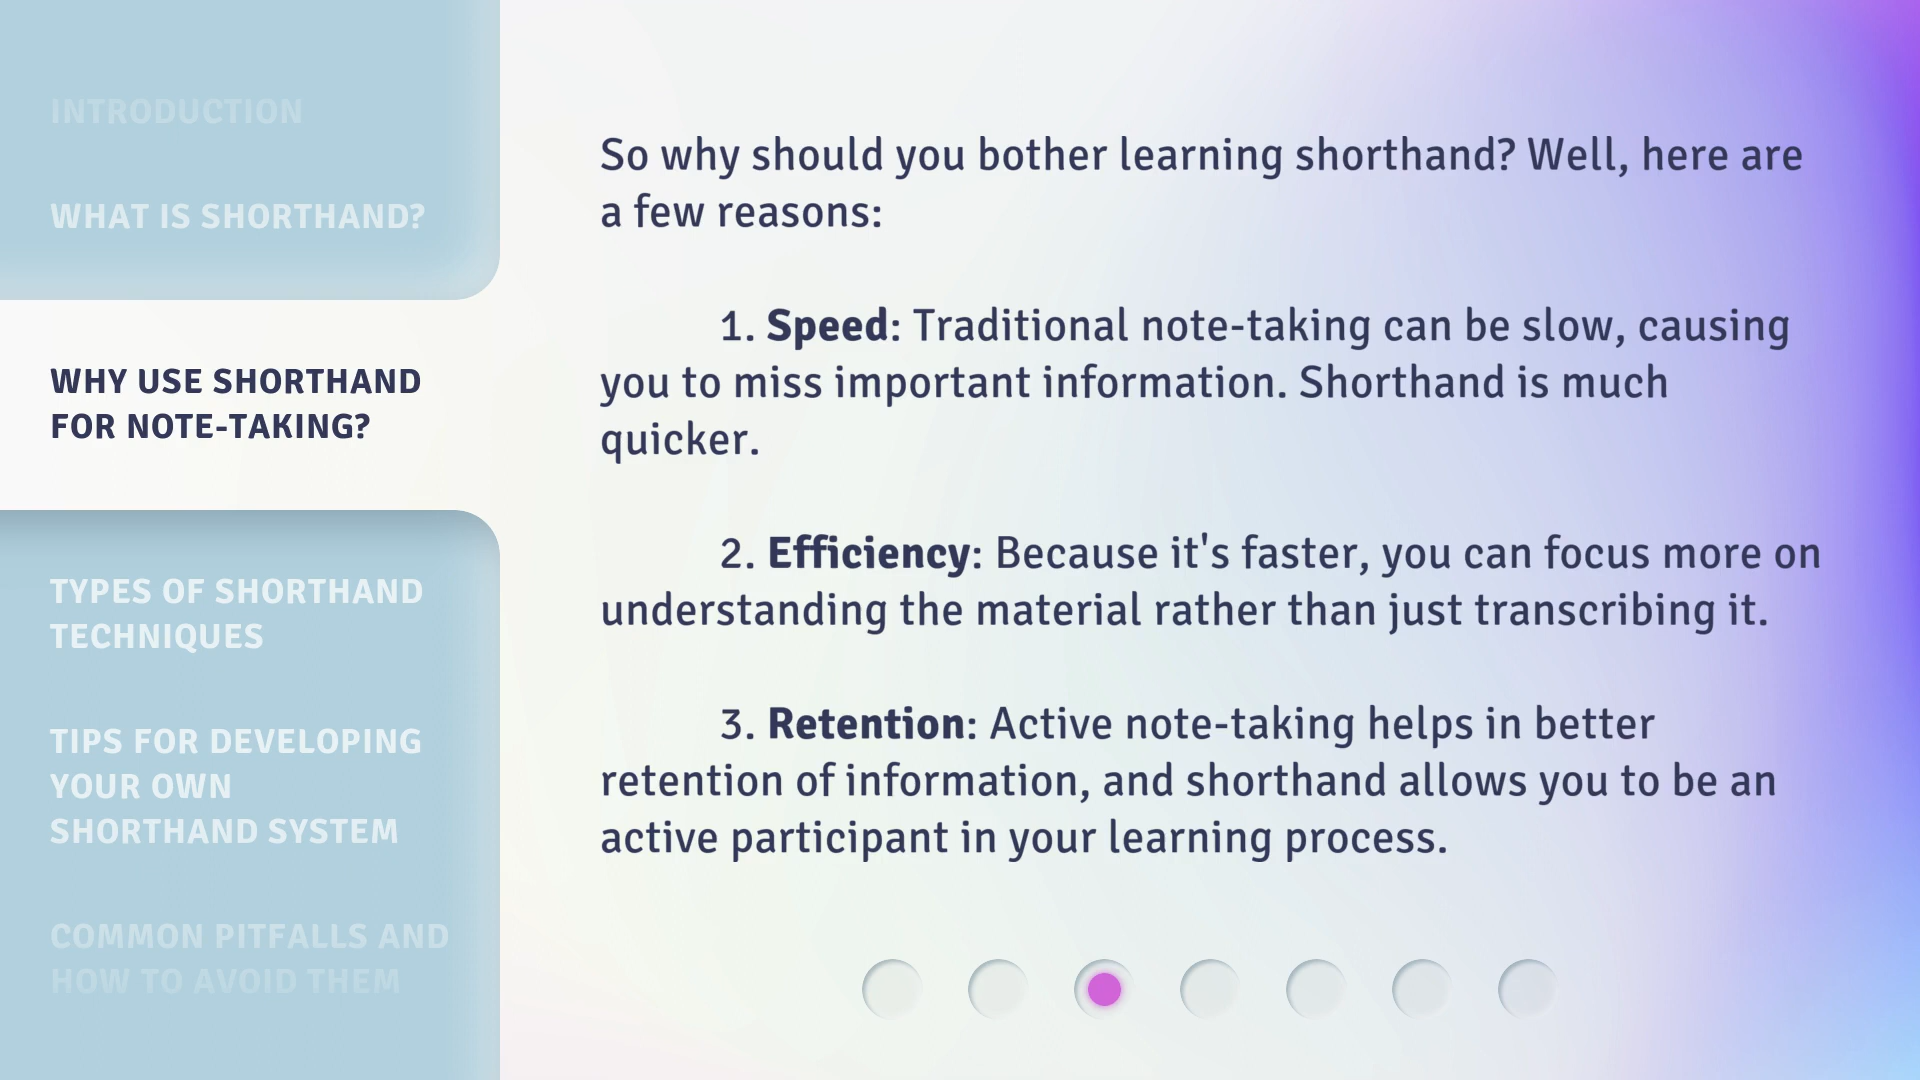 INTRODUCTION
WHAT IS SHORTHAND?
WHY USE SHORTHAND
FOR NOTE-TAKING?
TYPES OF SHORTHAND
TECHNIQUES
TIPS FOR DEVELOPING
YOUR OWN
SHORTHAND SYSTEM
COMMON PITFALLS AND
HOW TO AVOID THEM
So why should you bother learning shorthand? Well, here are
a few reasons:
1. Speed: Traditional note-taking can be slow, causing
you to miss important information. Shorthand is much
quicker.
2. Efficiency: Because it's faster, you can focus more on
understanding the material rather than just transcribing it.
3. Retention: Active note-taking helps in better
retention of information, and shorthand allows you to be an
active participant in your learning process.